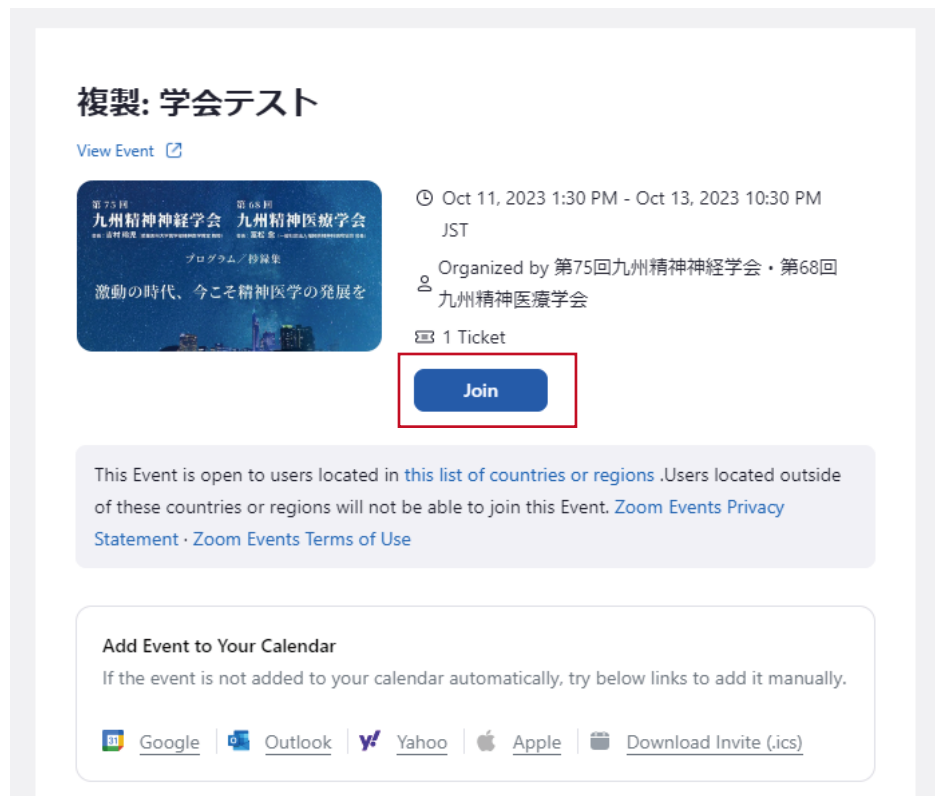 複製: 学会テスト
View Event
第75回 第68回
九州精神神経学会 九州精神医療学会
プログラム/抄録集
激動の時代、今こそ精神医学の発展を
Oct 11, 2023 1:30 PM - Oct 13, 2023 10:30 PM
JST
Organized by 第75回九州精神神経学会・第68回
九州精神医療学会
1 Ticket
Join
This Event is open to users located in this list of countries or regions .Users located outside
of these countries or regions will not be able to join this Event. Zoom Events Privacy
Statement · Zoom Events Terms of Use
Add Event to Your Calendar
If the event is not added to your calendar automatically, try below links to add it manually.
31 Google Outlook y! Yahoo Apple Download Invite (.ics)